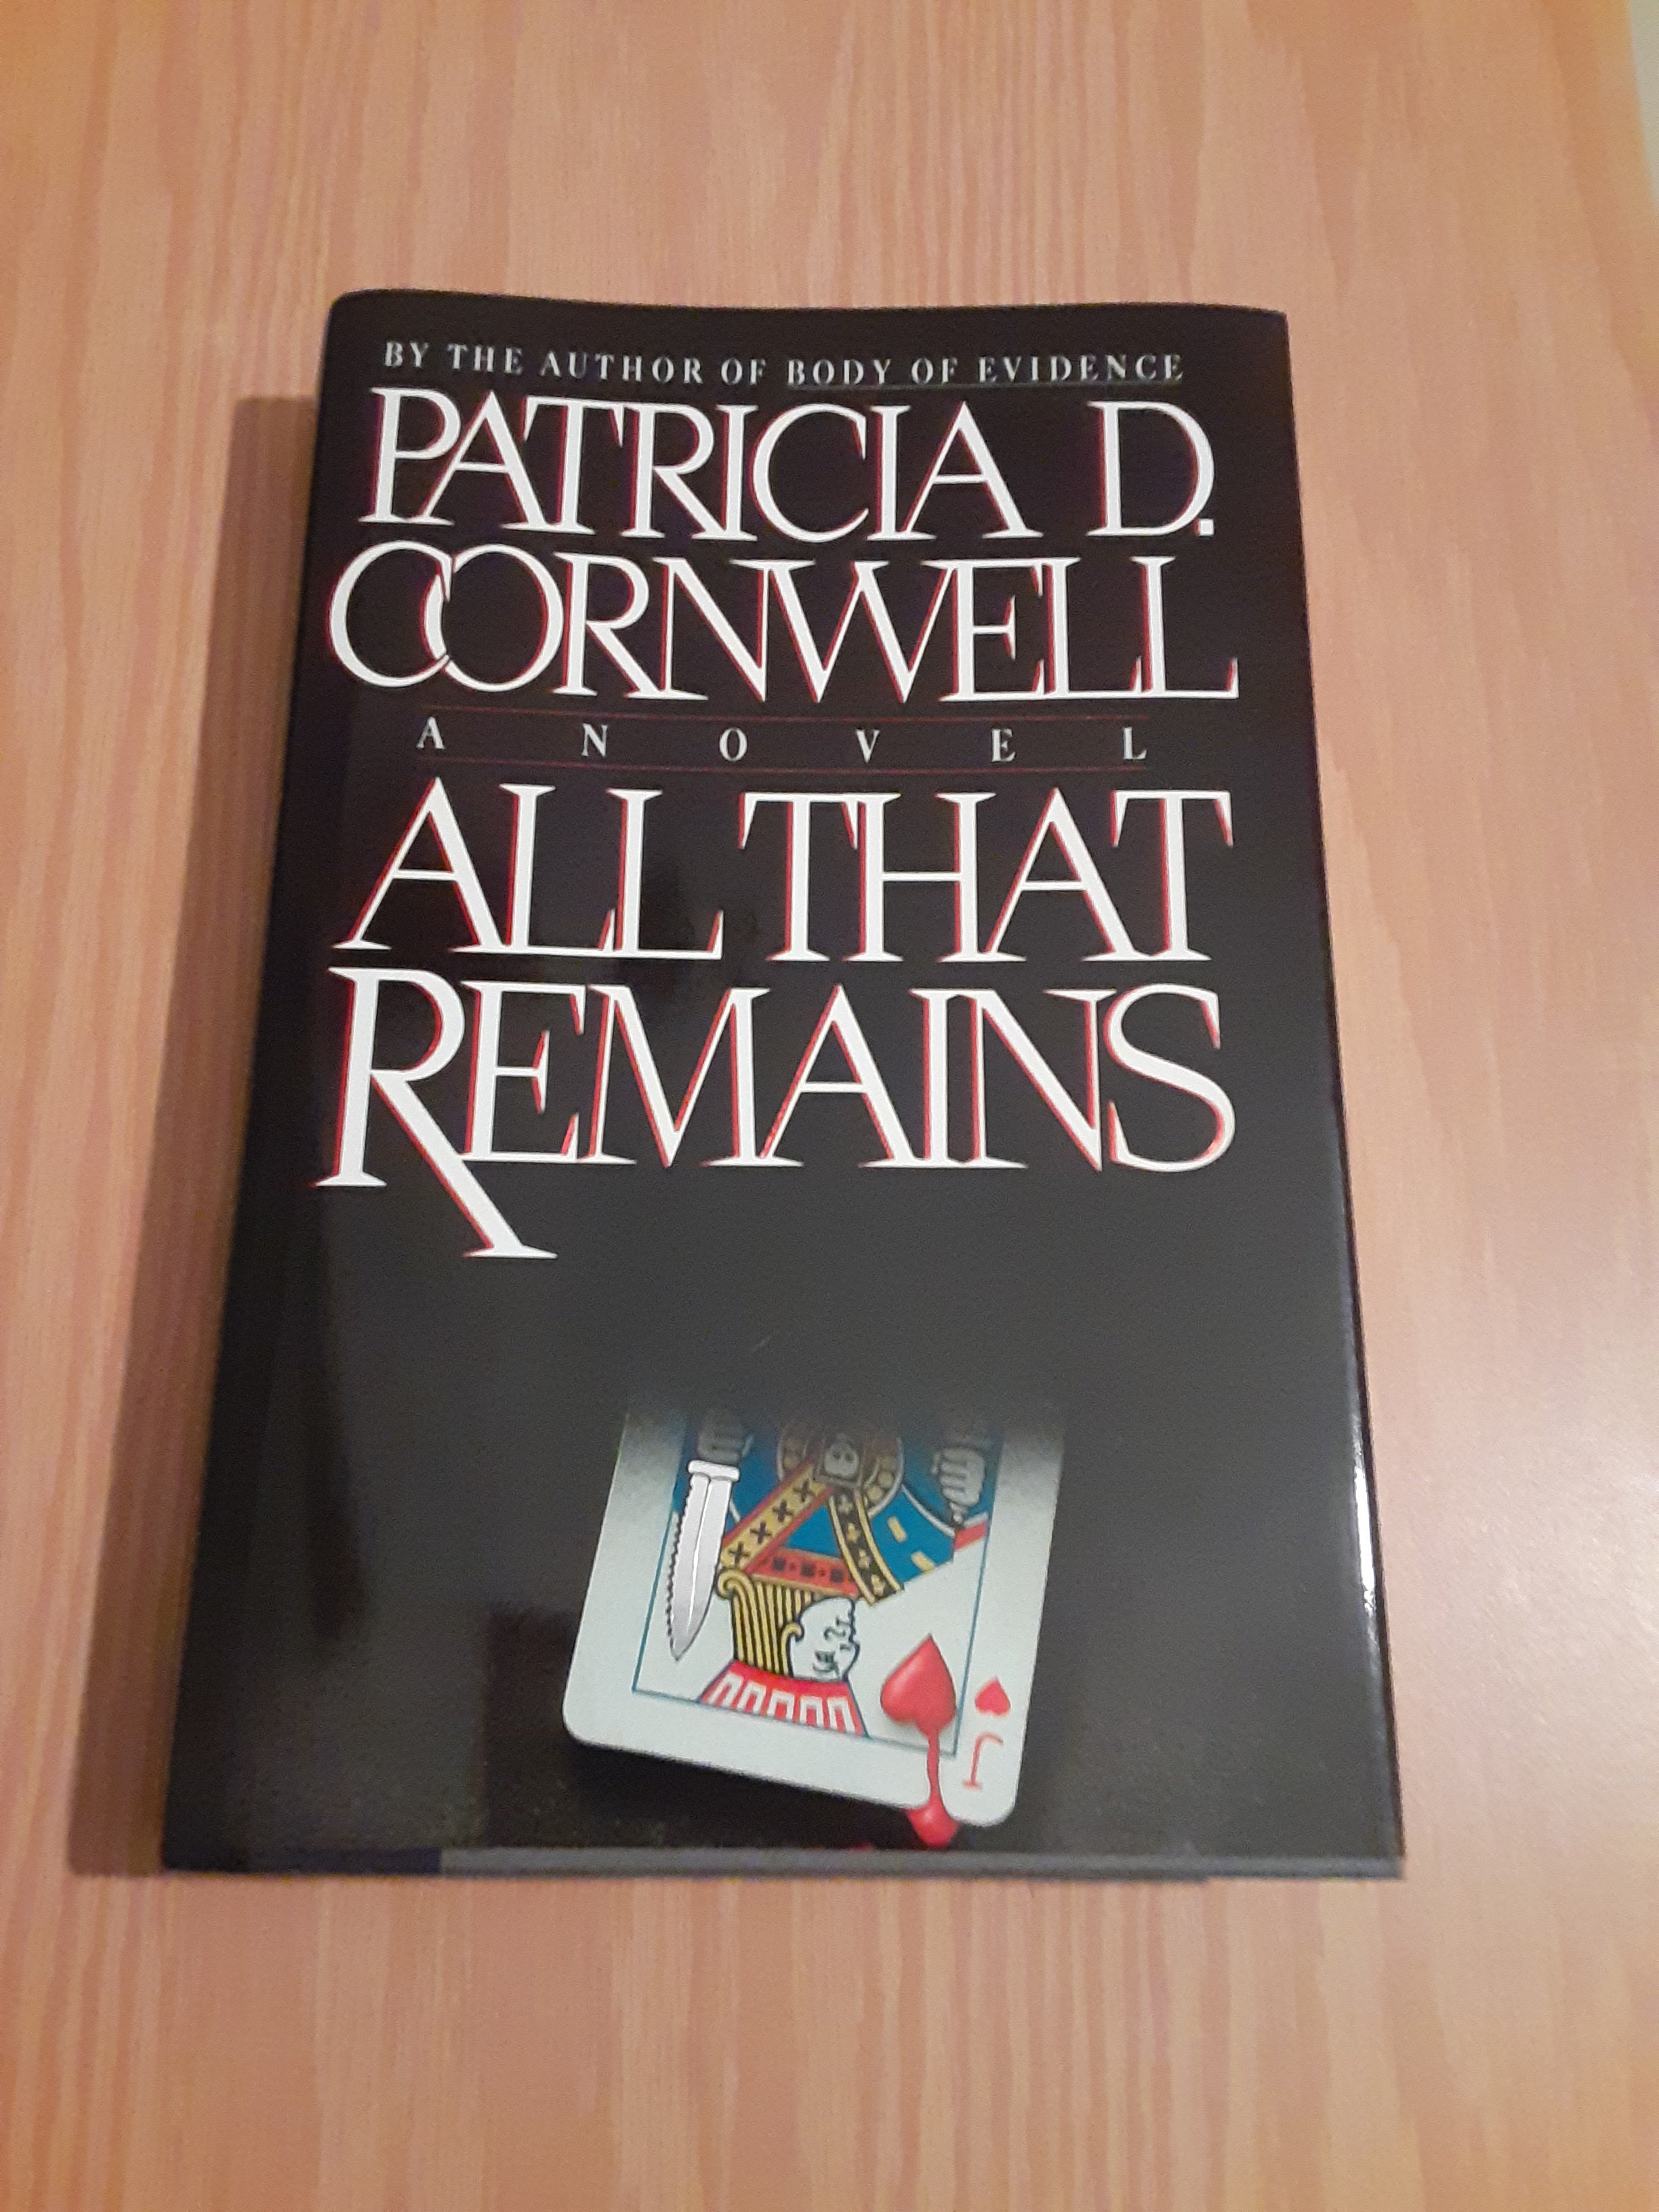 BY THE AUTHOR OF BODY OF EVIDENCE
PATRICIA D.
CORNWELL
A NOVEL
ALL THAT
REMAINS
J